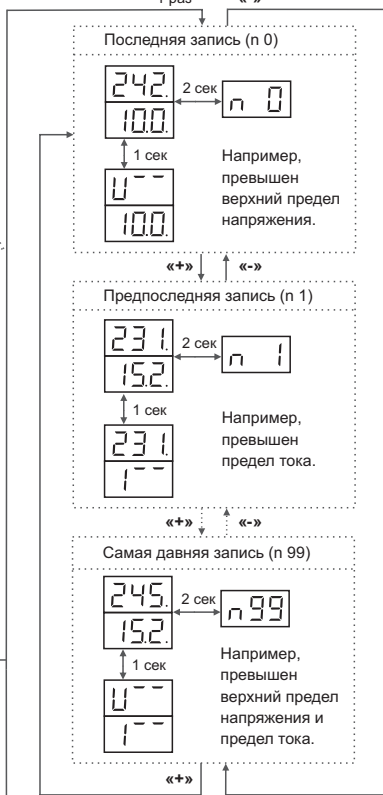 1 раз «-»
Последняя запись (n 0)
242.
10.0.
2 сек
n 0
1 сек
U¯¯
10.0.
Например,
превышен
верхний предел
напряжения.
«+» «-»
Предпоследняя запись (n 1)
231.
15.2.
2 сек
n 1
1 сек
231.
I¯¯
Например,
превышен
предел тока.
«+» «-»
Самая давняя запись (n 99)
245.
15.2.
2 сек
n99
1 сек
U¯¯
I¯¯
Например,
превышен
верхний предел
напряжения и
предел тока.
«+»